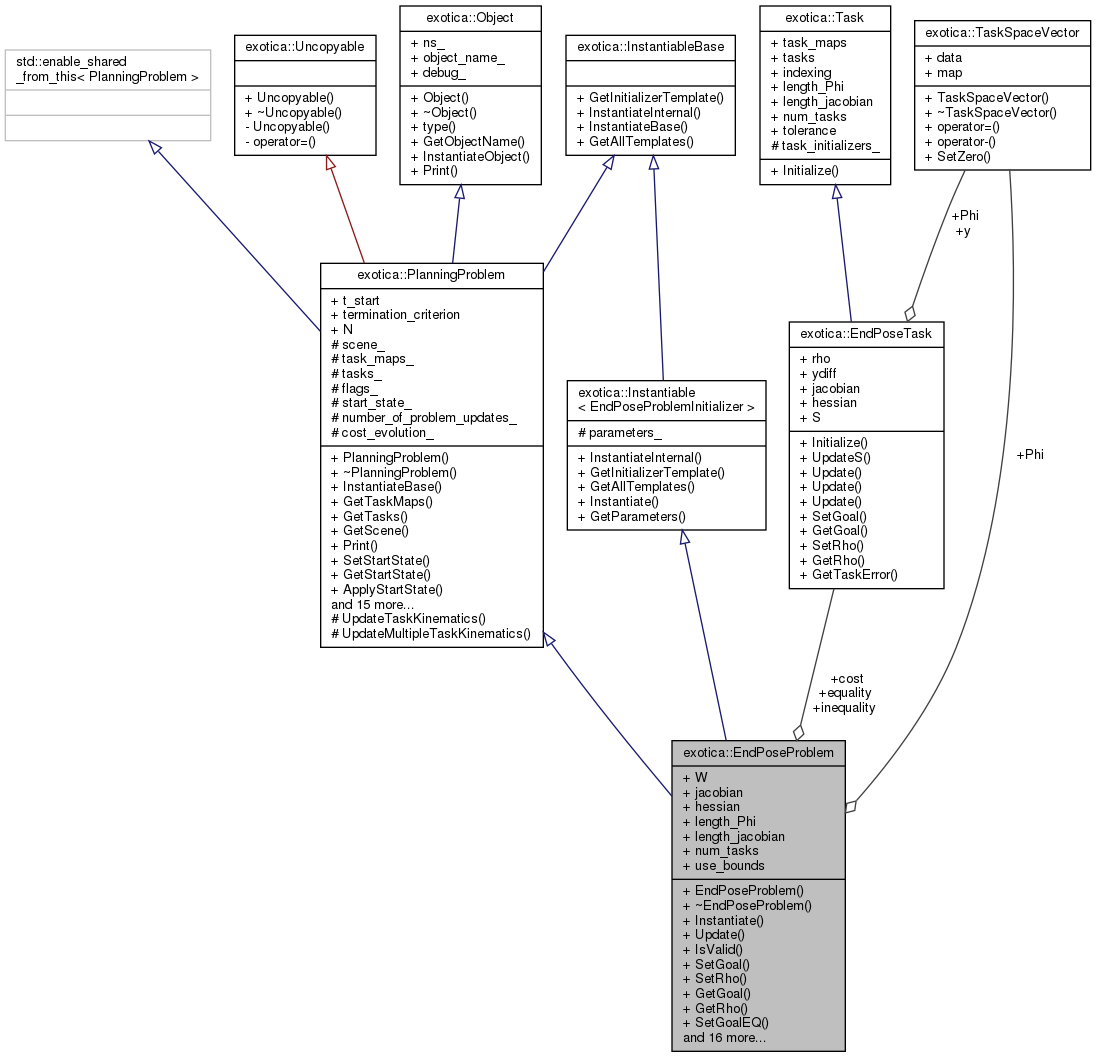 std::enable_shared
_from_this< PlanningProblem >
exotica::Uncopyable
+ Uncopyable()
+ ~Uncopyable()
- Uncopyable()
- operator=()
exotica::Object
+ ns_
+ object_name_
+ debug_
+ Object()
+ ~Object()
+ type()
+ GetObjectName()
+ InstantiateObject()
+ Print()
exotica::InstantiableBase
+ GetInitializerTemplate()
+ InstantiateInternal()
+ InstantiateBase()
+ GetAllTemplates()
exotica::Task
+ task_maps
+ tasks
+ indexing
+ length_Phi
+ length_jacobian
+ num_tasks
+ tolerance
# task_initializers_
+ Initialize()
exotica::TaskSpaceVector
+ data
+ map
+ TaskSpaceVector()
+ ~TaskSpaceVector()
+ operator=()
+ operator-()
+ SetZero()
+Phi
+y
exotica::PlanningProblem
+ t_start
+ termination_criterion
+ N
# scene_
# task_maps_
# tasks_
# flags_
# start_state_
# number_of_problem_updates_
# cost_evolution_
+ PlanningProblem()
+ ~PlanningProblem()
+ InstantiateBase()
+ GetTaskMaps()
+ GetTasks()
+ GetScene()
+ Print()
+ SetStartState()
+ GetStartState()
+ ApplyStartState()
and 15 more...
# UpdateTaskKinematics()
# UpdateMultipleTaskKinematics()
exotica::Instantiable
< EndPoseProblemInitializer >
# parameters_
+ InstantiateInternal()
+ GetInitializerTemplate()
+ GetAllTemplates()
+ Instantiate()
+ GetParameters()
exotica::EndPoseTask
+ rho
+ ydiff
+ jacobian
+ hessian
+ S
+ Initialize()
+ UpdateS()
+ Update()
+ Update()
+ Update()
+ SetGoal()
+ GetGoal()
+ SetRho()
+ GetRho()
+ GetTaskError()
+Phi
+cost
+equality
+inequality
exotica::EndPoseProblem
+ W
+ jacobian
+ hessian
+ length_Phi
+ length_jacobian
+ num_tasks
+ use_bounds
+ EndPoseProblem()
+ ~EndPoseProblem()
+ Instantiate()
+ Update()
+ IsValid()
+ SetGoal()
+ SetRho()
+ GetGoal()
+ GetRho()
+ SetGoalEQ()
and 16 more...